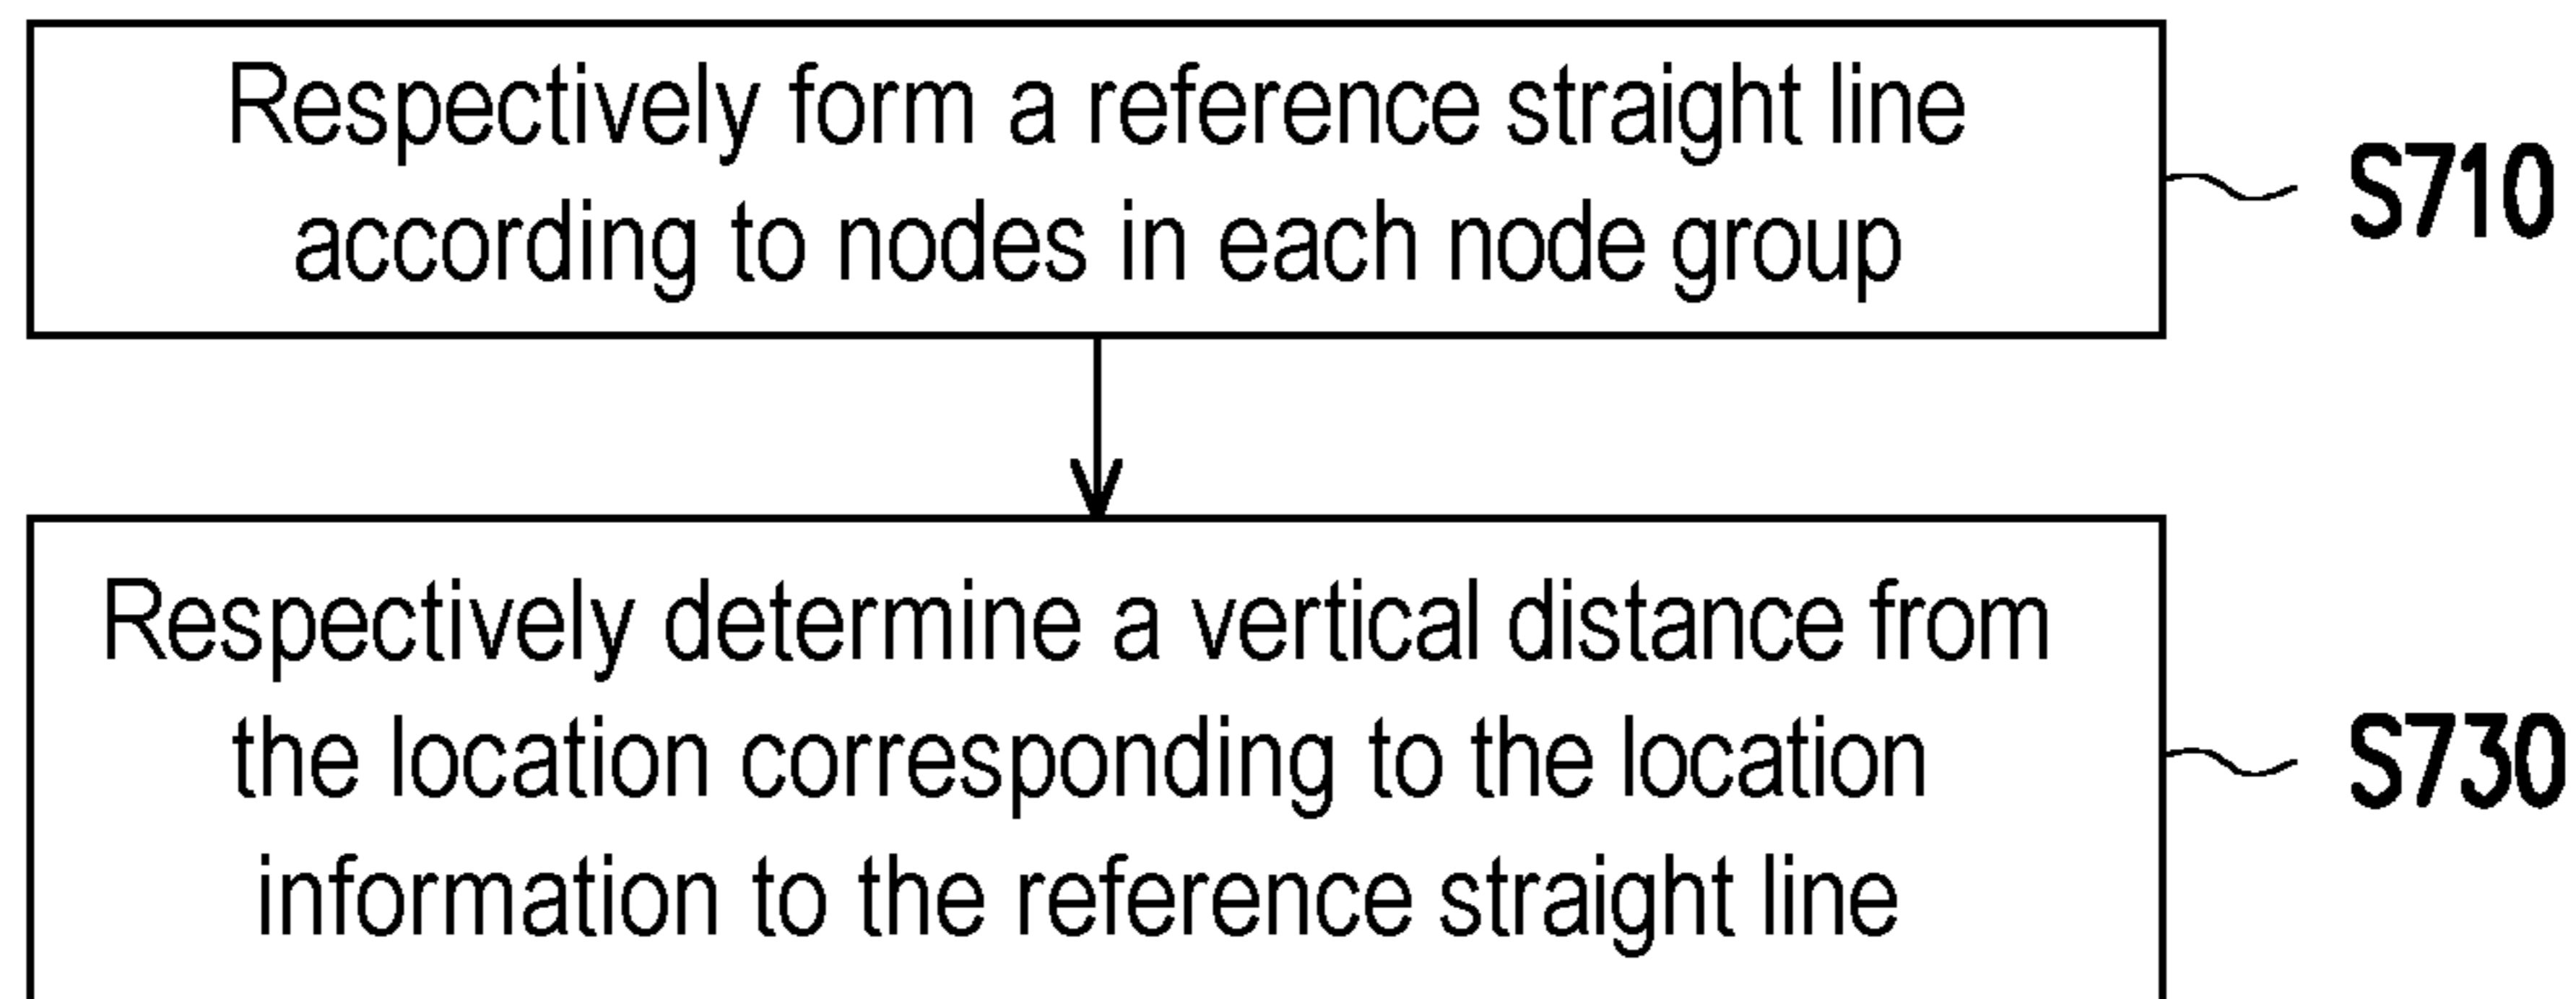 Respectively form a reference straight line
according to nodes in each node group
S710
Respectively determine a vertical distance from
the location corresponding to the location
information to the reference straight line
S730